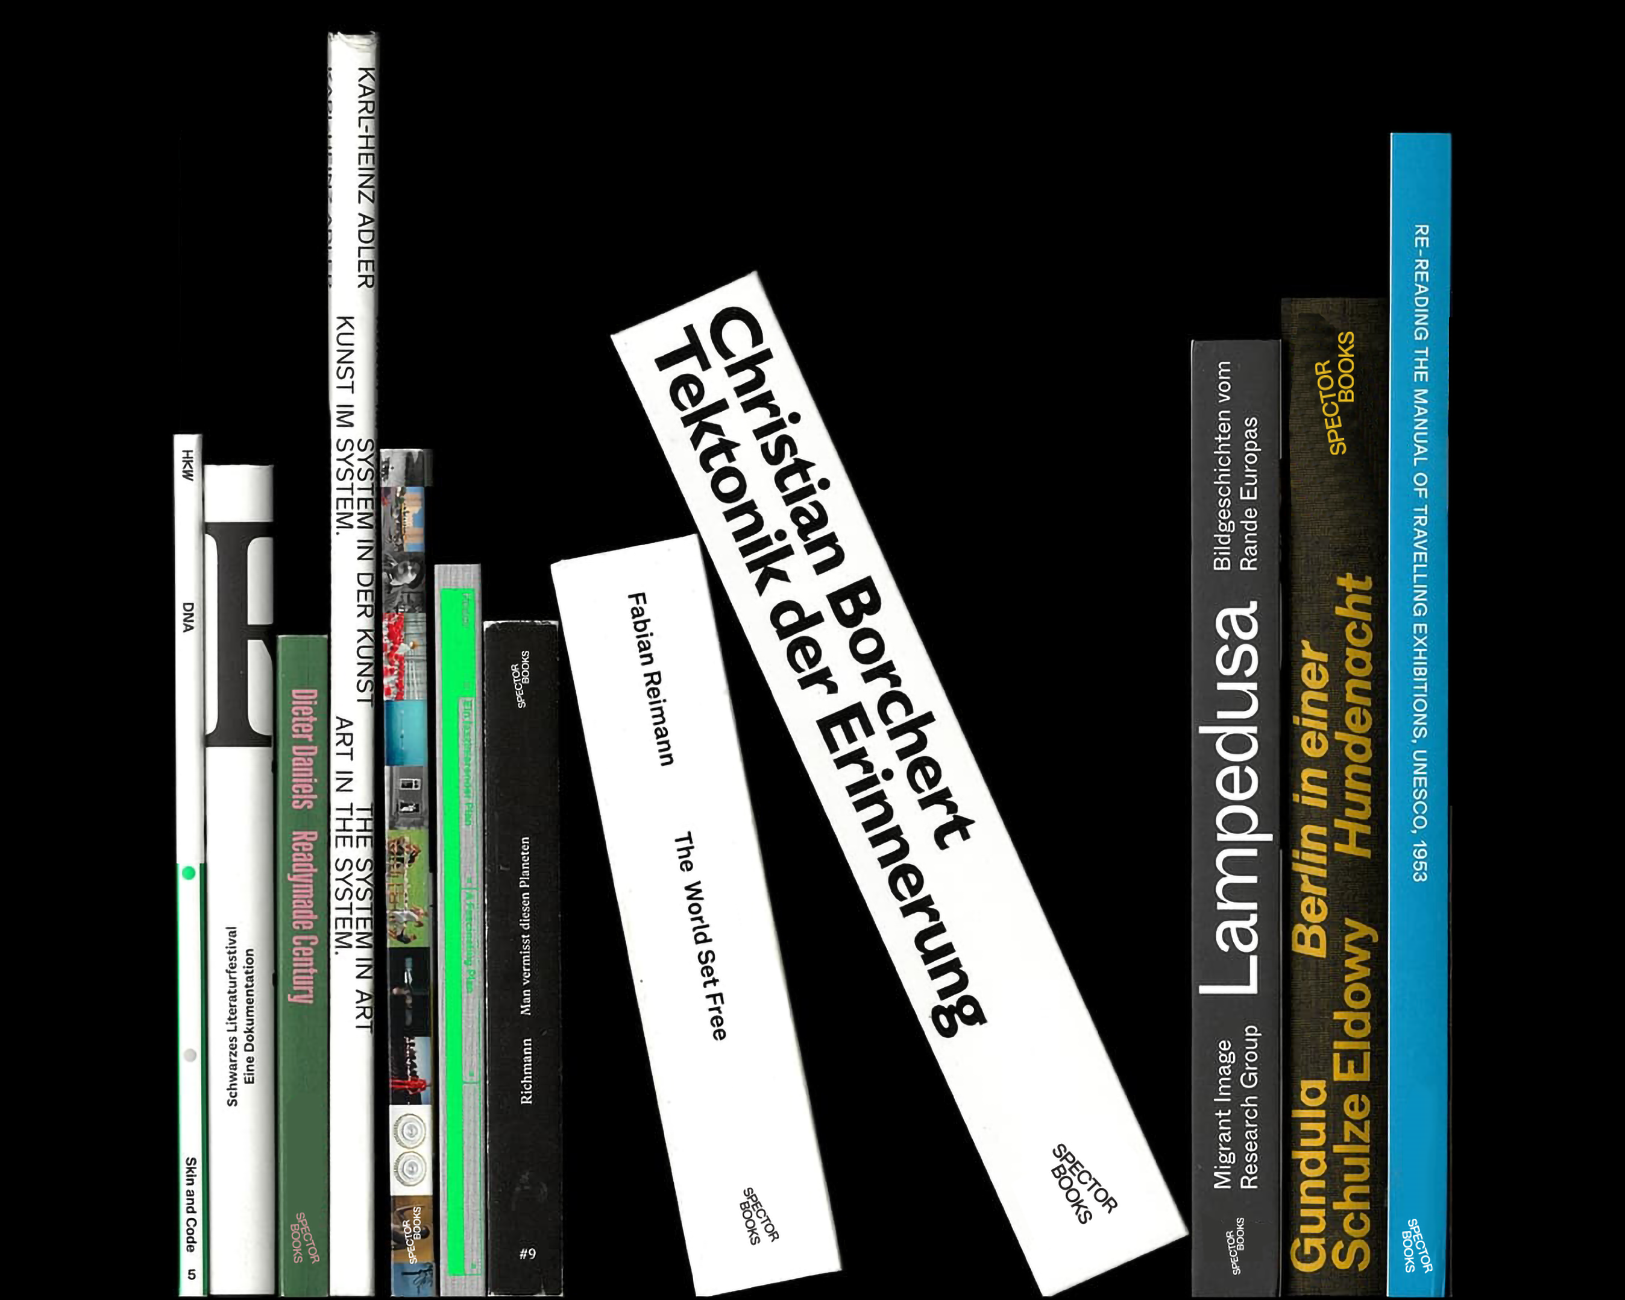 HKW
DNA
Skin and Code
5
R
Schwarzes Literaturfestival
Eine Dokumentation
Dieter Daniels Readymade Century
SPECTOR
BOOKS
KARL-HEINZ ADLER
KUNST IM SYSTEM.
SYSTEM IN DER KUNST
ART IN THE SYSTEM.
THE SYSTEM IN ART
SPECTOR
BOOKS
A Fascinating Plan
SPECTOR
BOOKS
Richmann Man vermisst diesen Planeten
#9
Fabian Reimann The World Set Free
SPECTOR
BOOKS
Christian Borchert
Tektonik der Erinnerung
SPECTOR
BOOKS
SPECTOR
BOOKS
Migrant Image
Research Group
Lampedusa
Bildgeschichten vom
Rande Europas
Gundula
Schulze Eldowy
Berlin in einer
Hundenacht
SPECTOR
BOOKS
RE-READING THE MANUAL OF TRAVELLING EXHIBITIONS, UNESCO, 1953
SPECTOR
BOOKS